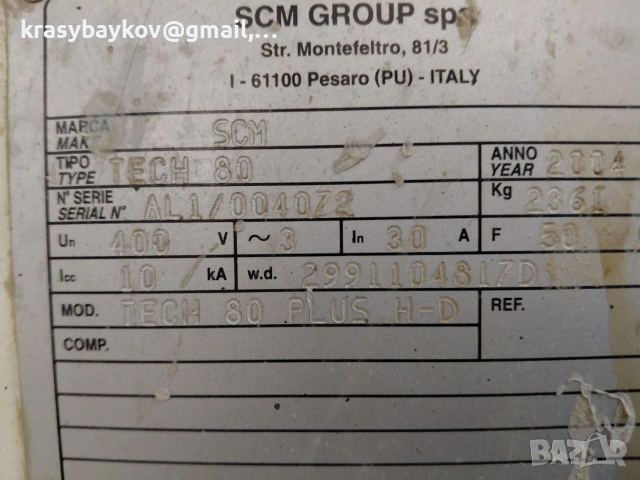 krasybaykov@gmail,...
SCM GROUP spa
Str. Montefeltro, 81/3
I - 61100 Pesaro (PU) - ITALY
MARCA
MAK SCM
TIPO
TYPE TECH 80
ANNO
YEAR 2004
N° SERIE
SERIAL N° AL1/004072
Kg 2361
Un 400 V ~ 3 In 30 A F 50
Icc 10 kA w.d. 2991104817D
MOD. TECH 80 PLUS H-D REF.
COMP.
BAZAR